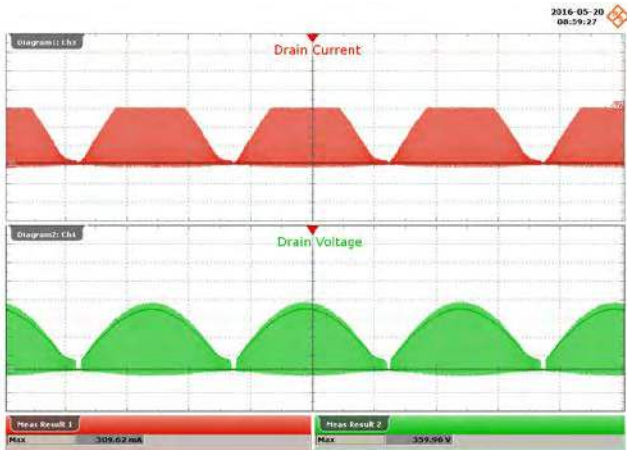 2016-05-20
08:59:27
Diagram1: Ch3
Drain Current
Diagram2: Ch1
Drain Voltage
Meas Result 1
Meas Result 2
Max 309.62 mA
Max 359.96 V